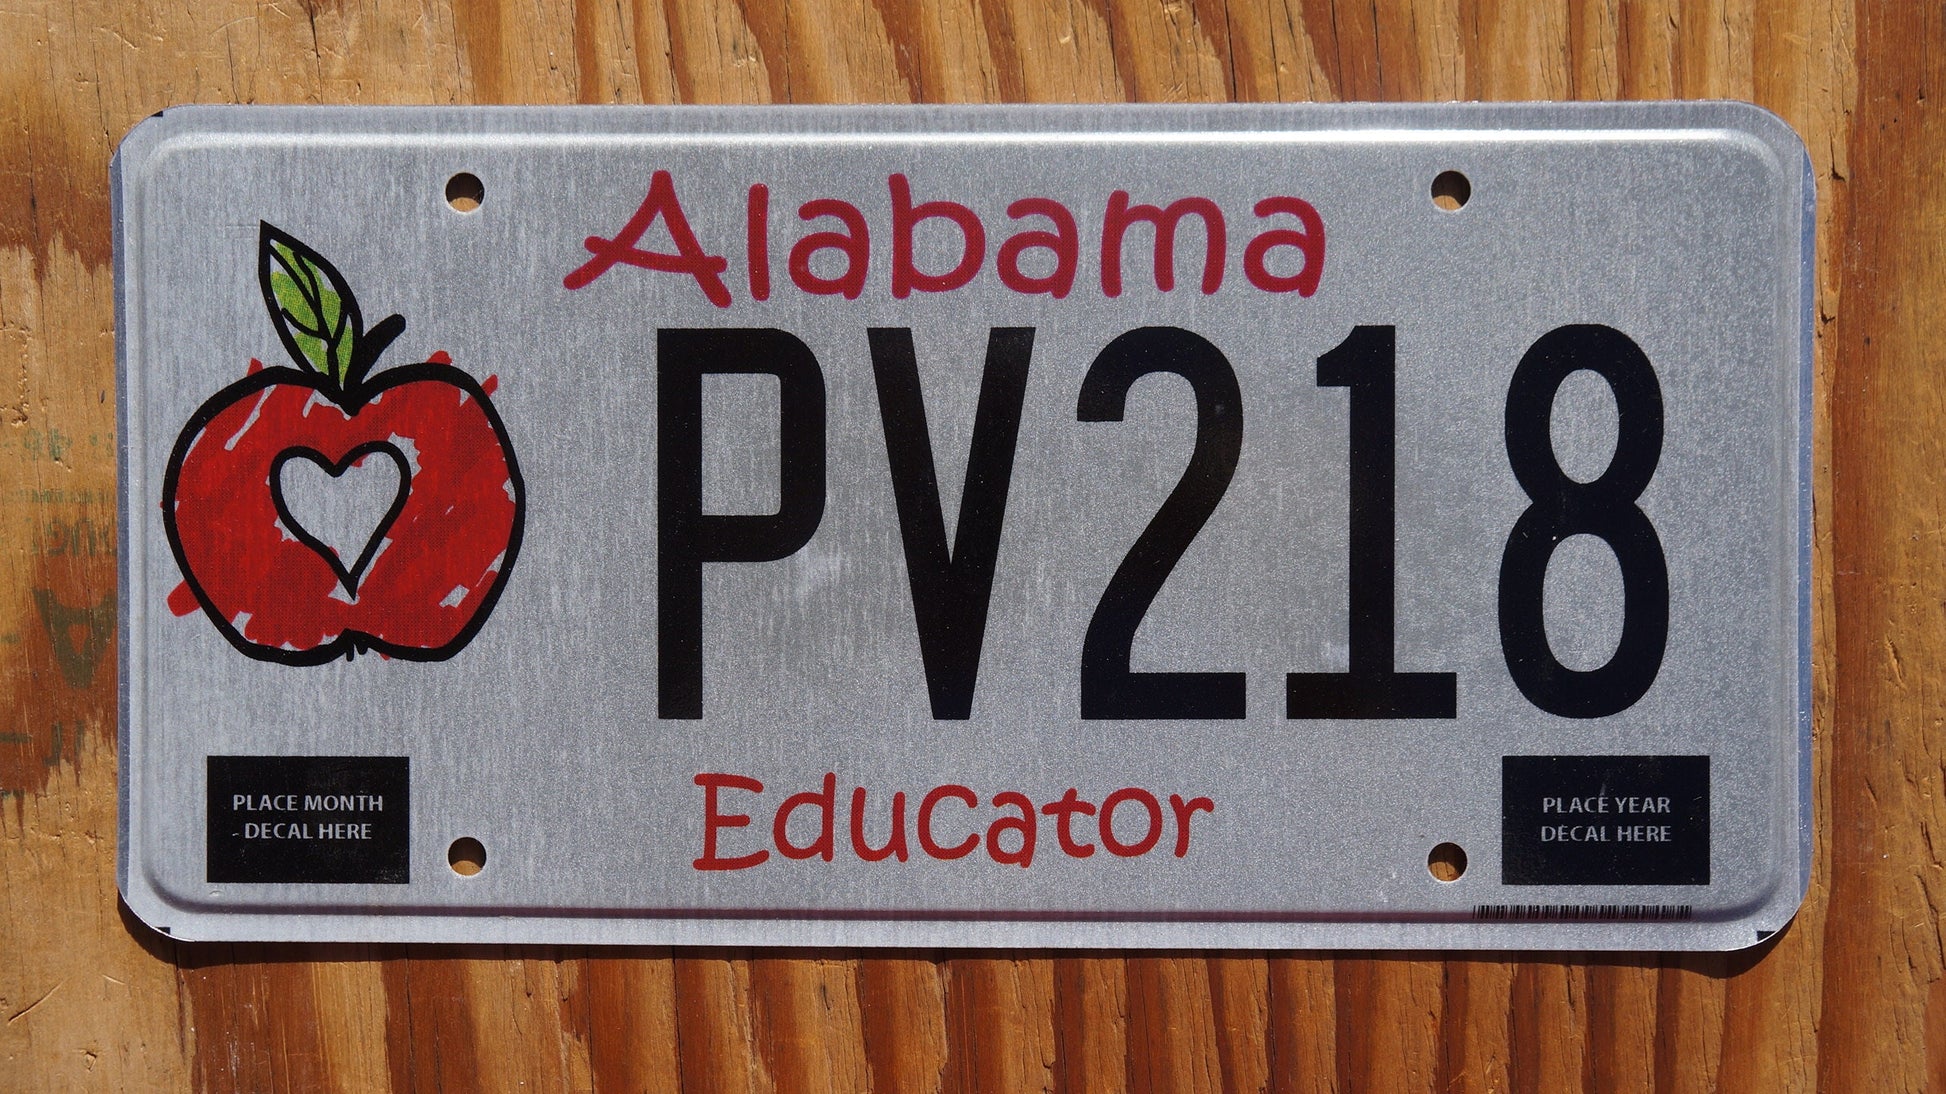 Alabama
PV218
Educator
PLACE MONTH
DECAL HERE
PLACE YEAR
DECAL HERE